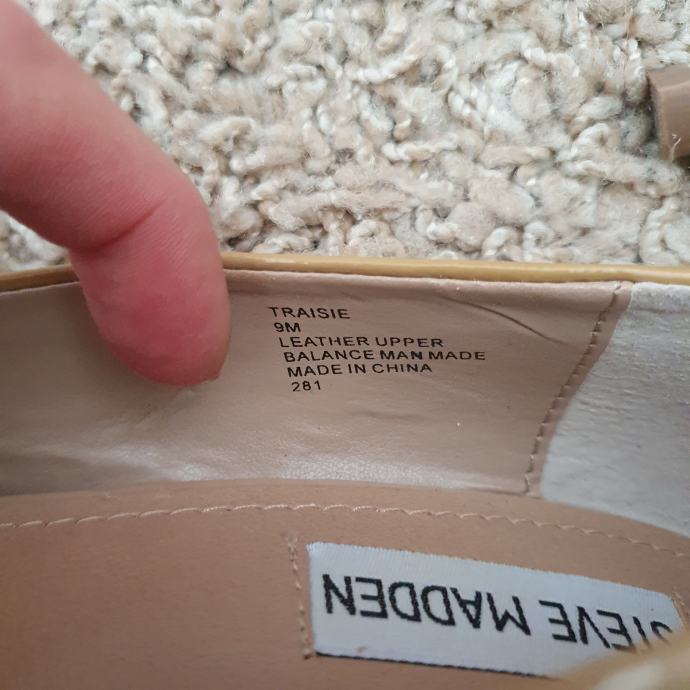 TRAISIE
9M
LEATHER UPPER
BALANCE MAN MADE
MADE IN CHINA
281
STEVE MADDEN